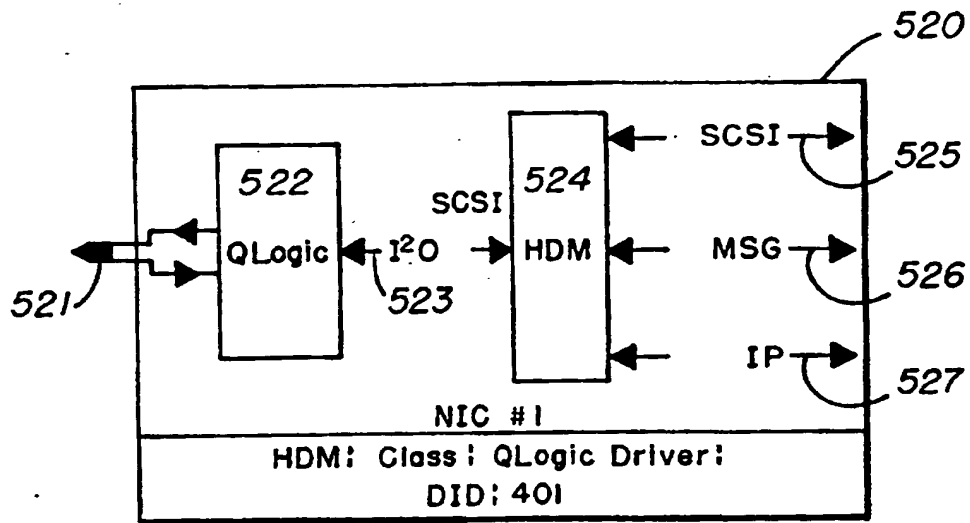 520
SCSI
525
522
524
SCSI
QLogic
I²O
HDM
MSG
521
523
526
IP
527
NIC #1
HDM: Class: QLogic Driver:
DID: 401